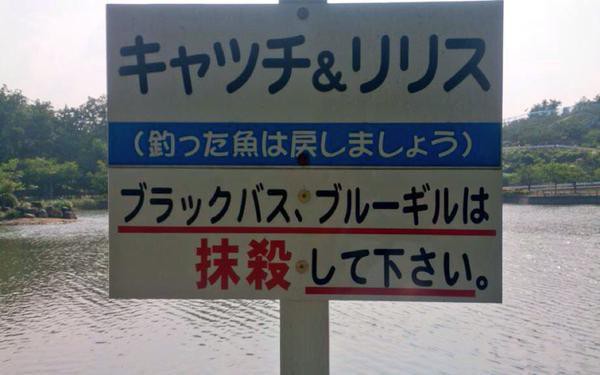 キャツチ&リリス
(釣った魚は戻しましょう)
ブラックバス、ブルーギルは
抹殺して下さい。